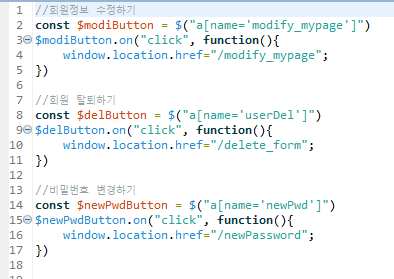 1 //회원정보 수정하기
2 const $modiButton = $("a[name='modify_mypage']")
3 $modiButton.on("click", function(){
4 window.location.href="/modify_mypage";
5 })
6
7 //회원 탈퇴하기
8 const $delButton = $("a[name='userDel']")
9 $delButton.on("click", function(){
10 window.location.href="/delete_form";
11 })
12
13 //비밀번호 변경하기
14 const $newPwdButton = $("a[name='newPwd']")
15 $newPwdButton.on("click", function(){
16 window.location.href="/newPassword";
17 })
18